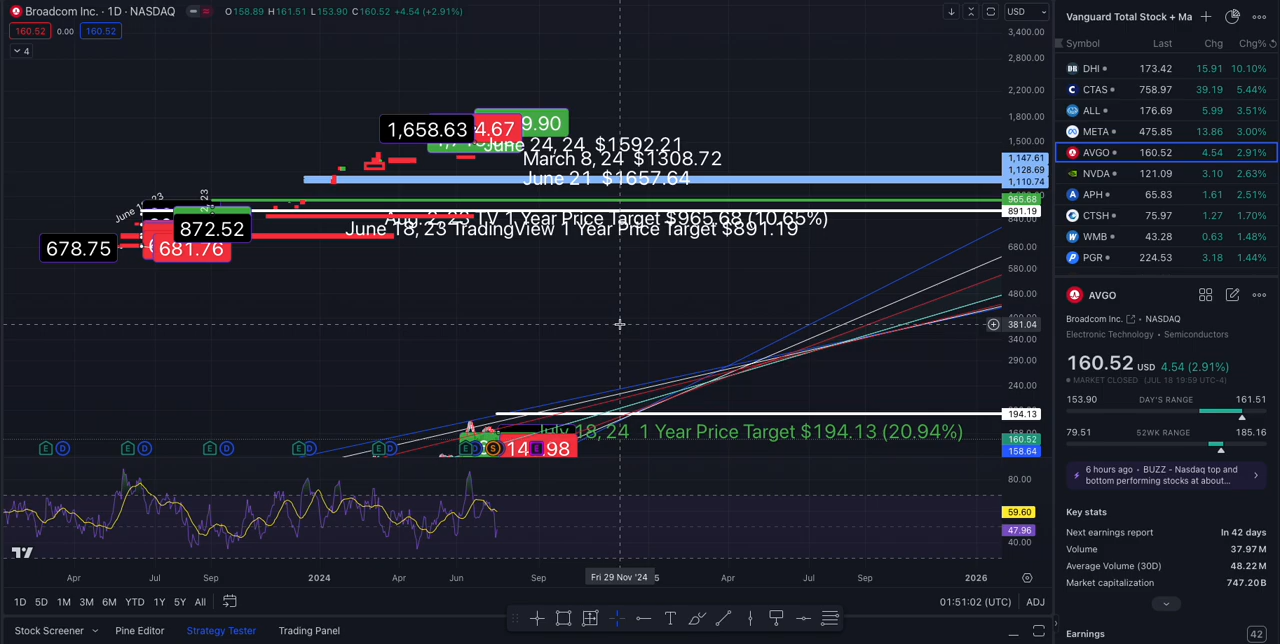 Broadcom Inc. · 1D · NASDAQ O158.89 H161.51 L153.90 C160.52 +4.54 (+2.91%)
160.52 0.00 160.52
4
USD
3,400.00
2,800.00
2,200.00
1,800.00
1,500.00
1,147.61
1,128.69
1,110.74
965.68
891.19
840.00
680.00
580.00
480.00
381.04
340.00
290.00
240.00
194.13
160.52
158.64
1,658.63
4.67
9.90
June 24, 24 $1592.21
March 8, 24 $1308.72
June 21 $1657.64
Aug. 2, 23 TV 1 Year Price Target $965.68 (10.65%)
June 18, 23 TradingView 1 Year Price Target $891.19
872.52
678.75
681.76
July 18, 24 1 Year Price Target $194.13 (20.94%)
E D E D E D E D E D E D S E
80.00
59.60
47.96
40.00
Apr Jul Sep 2024 Apr Jun Sep Fri 29 Nov '24 Apr Jul Sep 2026
1D 5D 1M 3M 6M YTD 1Y 5Y All
01:51:02 (UTC) ADJ
Stock Screener Pine Editor Strategy Tester Trading Panel
Vanguard Total Stock + Ma
Symbol Last Chg Chg%
DHI 173.42 15.91 10.10%
CTAS 758.97 39.19 5.44%
ALL 176.69 5.99 3.51%
META 475.85 13.86 3.00%
AVGO 160.52 4.54 2.91%
NVDA 121.09 3.10 2.63%
APH 65.83 1.61 2.51%
CTSH 75.97 1.27 1.70%
WMB 43.28 0.63 1.48%
PGR 224.53 3.18 1.44%
AVGO
Broadcom Inc. • NASDAQ
Electronic Technology • Semiconductors
160.52 USD 4.54 (2.91%)
MARKET CLOSED (JUL 18 19:59 UTC-4)
153.90 DAY'S RANGE 161.51
79.51 52WK RANGE 185.16
6 hours ago • BUZZ - Nasdaq top and
bottom performing stocks at about...
Key stats
Next earnings report In 42 days
Volume 37.97M
Average Volume (30D) 48.22M
Market capitalization 747.20B
Earnings 42